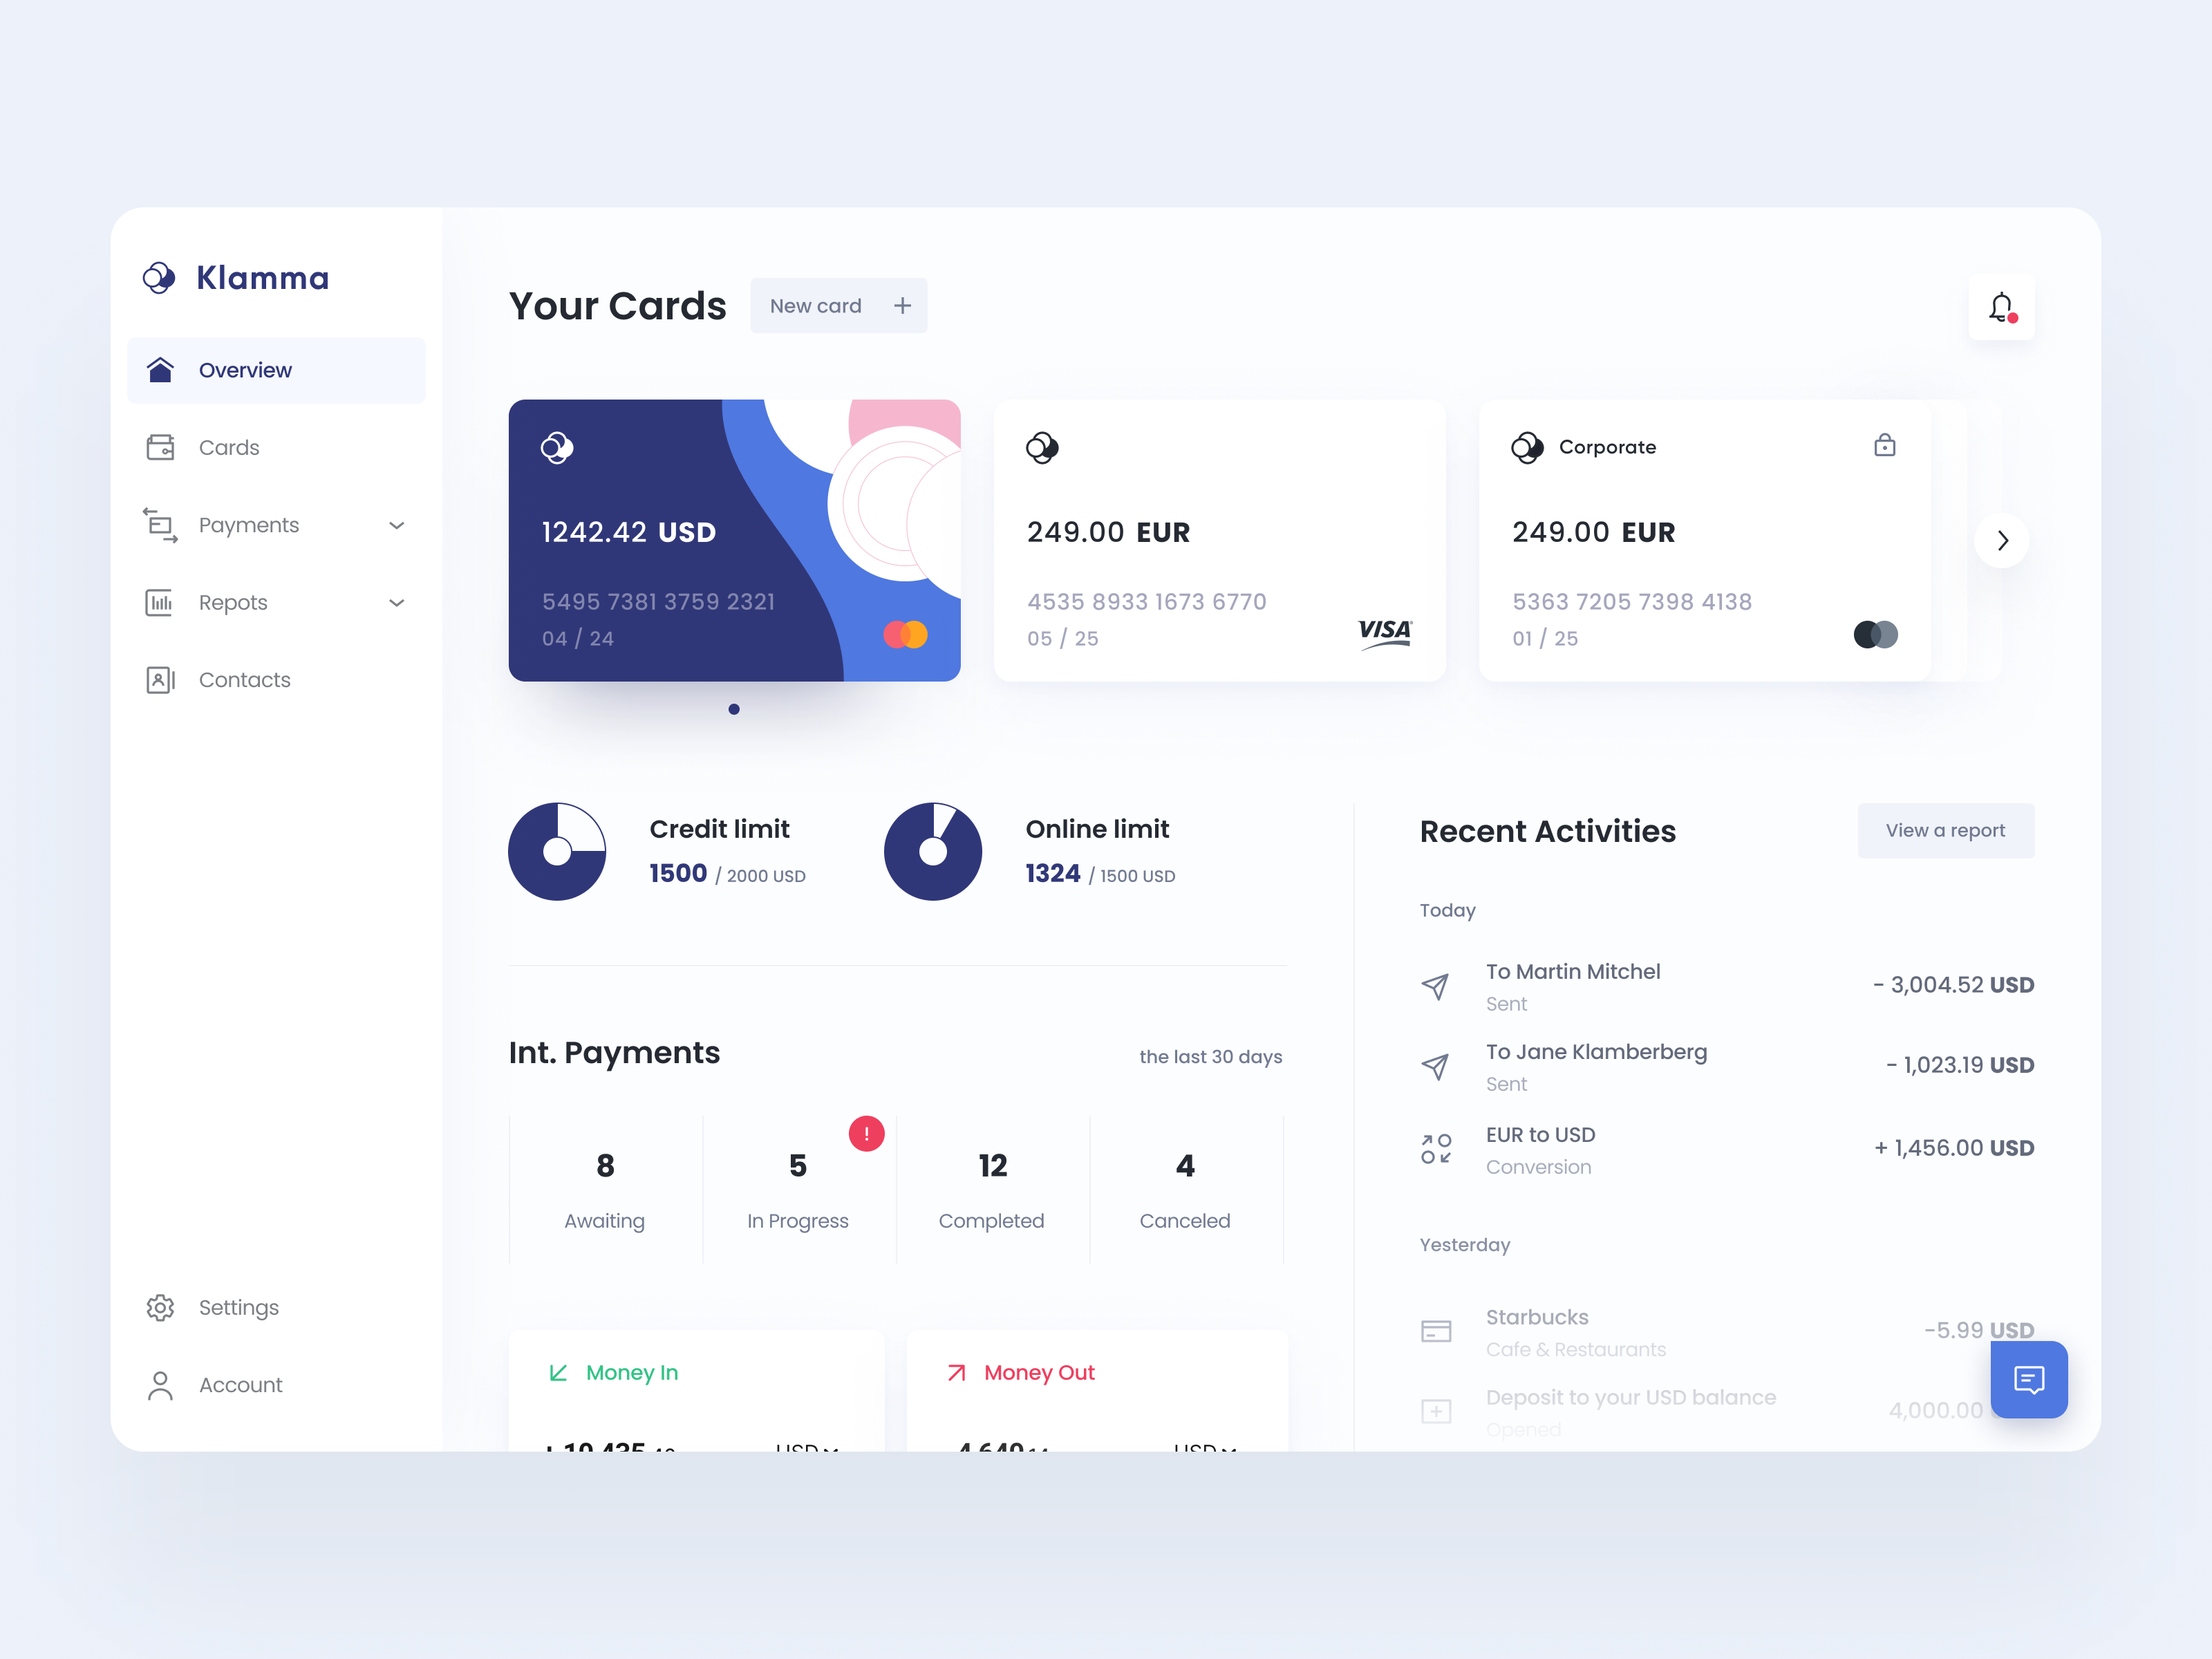 Klamma
Overview
Cards
Payments
Repots
Contacts
Settings
Account
Your Cards
New card +
1242.42 USD
5495 7381 3759 2321
04 / 24
249.00 EUR
4535 8933 1673 6770
05 / 25
VISA
Corporate
249.00 EUR
5363 7205 7398 4138
01 / 25
Credit limit
1500 / 2000 USD
Online limit
1324 / 1500 USD
Int. Payments
the last 30 days
8
Awaiting
5
!
In Progress
12
Completed
4
Canceled
Money In
USD
Money Out
USD
Recent Activities
View a report
Today
To Martin Mitchel
Sent
- 3,004.52 USD
To Jane Klamberberg
Sent
- 1,023.19 USD
EUR to USD
Conversion
+ 1,456.00 USD
Yesterday
Starbucks
Cafe & Restaurants
-5.99 USD
Deposit to your USD balance
Opened
4,000.00